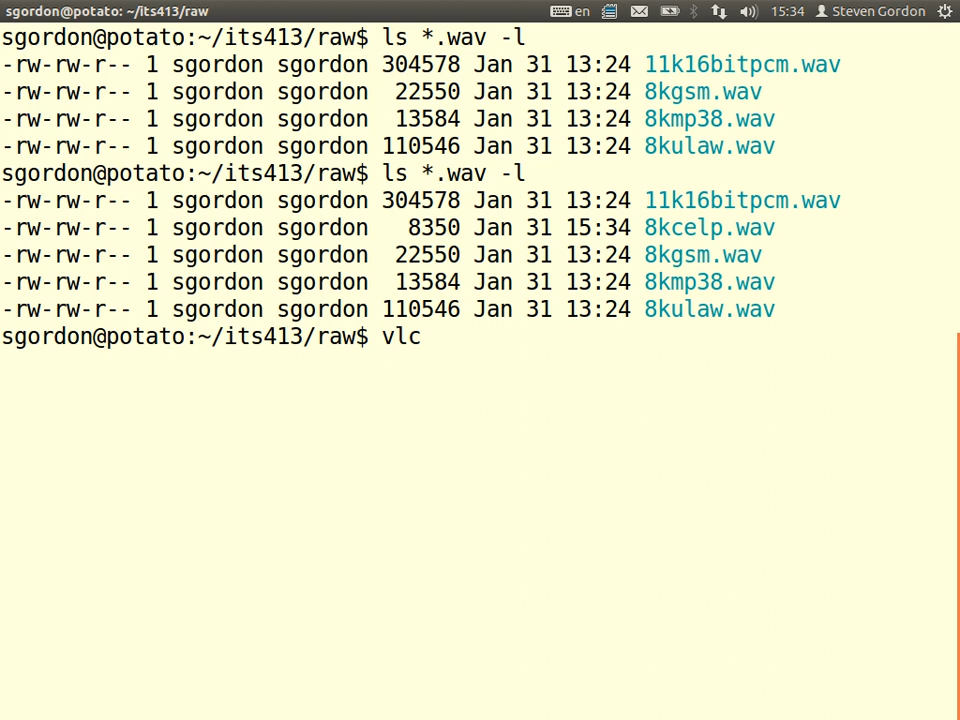 sgordon@potato: ~/its413/raw en 15:34 Steven Gordon
sgordon@potato:~/its413/raw$ ls *.wav -l
-rw-rw-r-- 1 sgordon sgordon 304578 Jan 31 13:24 11k16bitpcm.wav
-rw-rw-r-- 1 sgordon sgordon  22550 Jan 31 13:24 8kgsm.wav
-rw-rw-r-- 1 sgordon sgordon  13584 Jan 31 13:24 8kmp38.wav
-rw-rw-r-- 1 sgordon sgordon 110546 Jan 31 13:24 8kulaw.wav
sgordon@potato:~/its413/raw$ ls *.wav -l
-rw-rw-r-- 1 sgordon sgordon 304578 Jan 31 13:24 11k16bitpcm.wav
-rw-rw-r-- 1 sgordon sgordon   8350 Jan 31 15:34 8kcelp.wav
-rw-rw-r-- 1 sgordon sgordon  22550 Jan 31 13:24 8kgsm.wav
-rw-rw-r-- 1 sgordon sgordon  13584 Jan 31 13:24 8kmp38.wav
-rw-rw-r-- 1 sgordon sgordon 110546 Jan 31 13:24 8kulaw.wav
sgordon@potato:~/its413/raw$ vlc